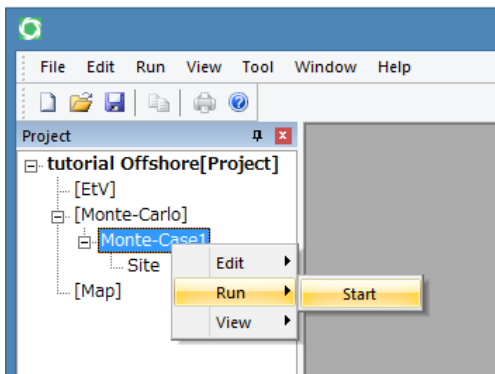 File Edit Run View Tool Window Help
Project
tutorial Offshore[Project]
[EtV]
[Monte-Carlo]
Monte-Case1
Site
[Map]
Edit
Run
View
Start